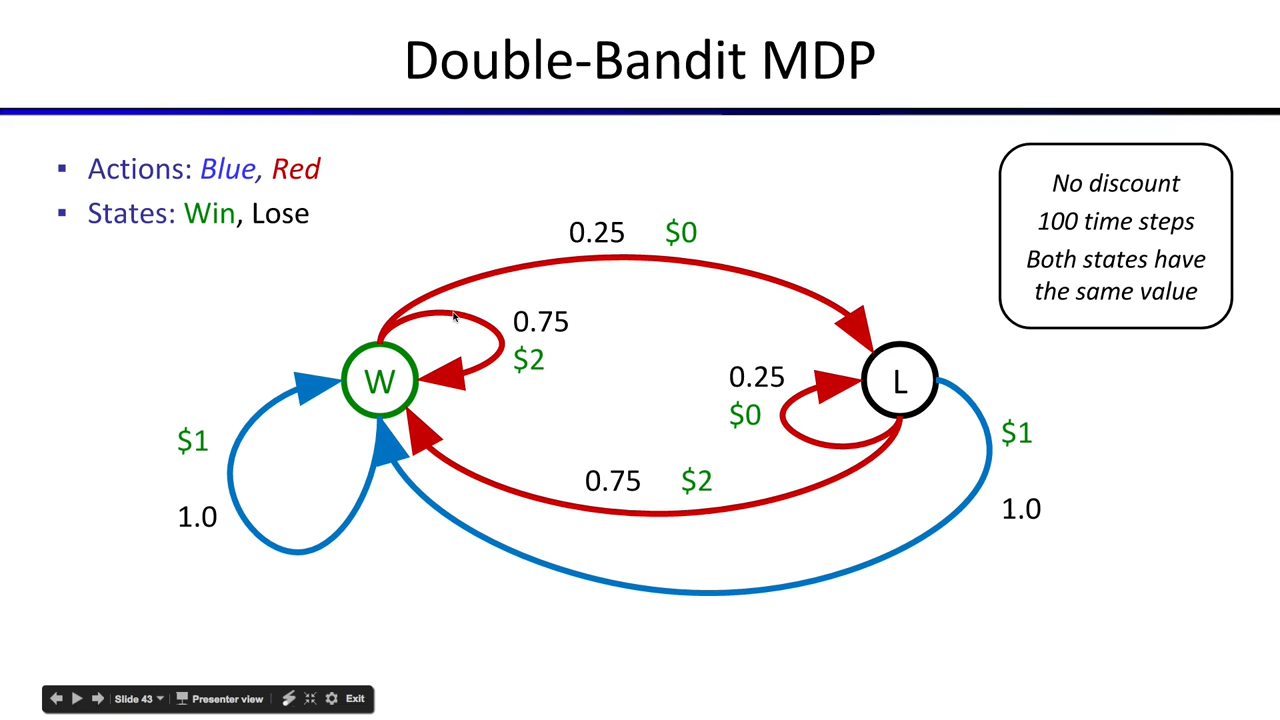 Double-Bandit MDP
▪ Actions: Blue, Red
▪ States: Win, Lose
No discount
100 time steps
Both states have
the same value
0.25 $0
0.75
$2
W
0.25
$0
L
$1
1.0
0.75 $2
$1
1.0
Slide 43
Presenter view
Exit